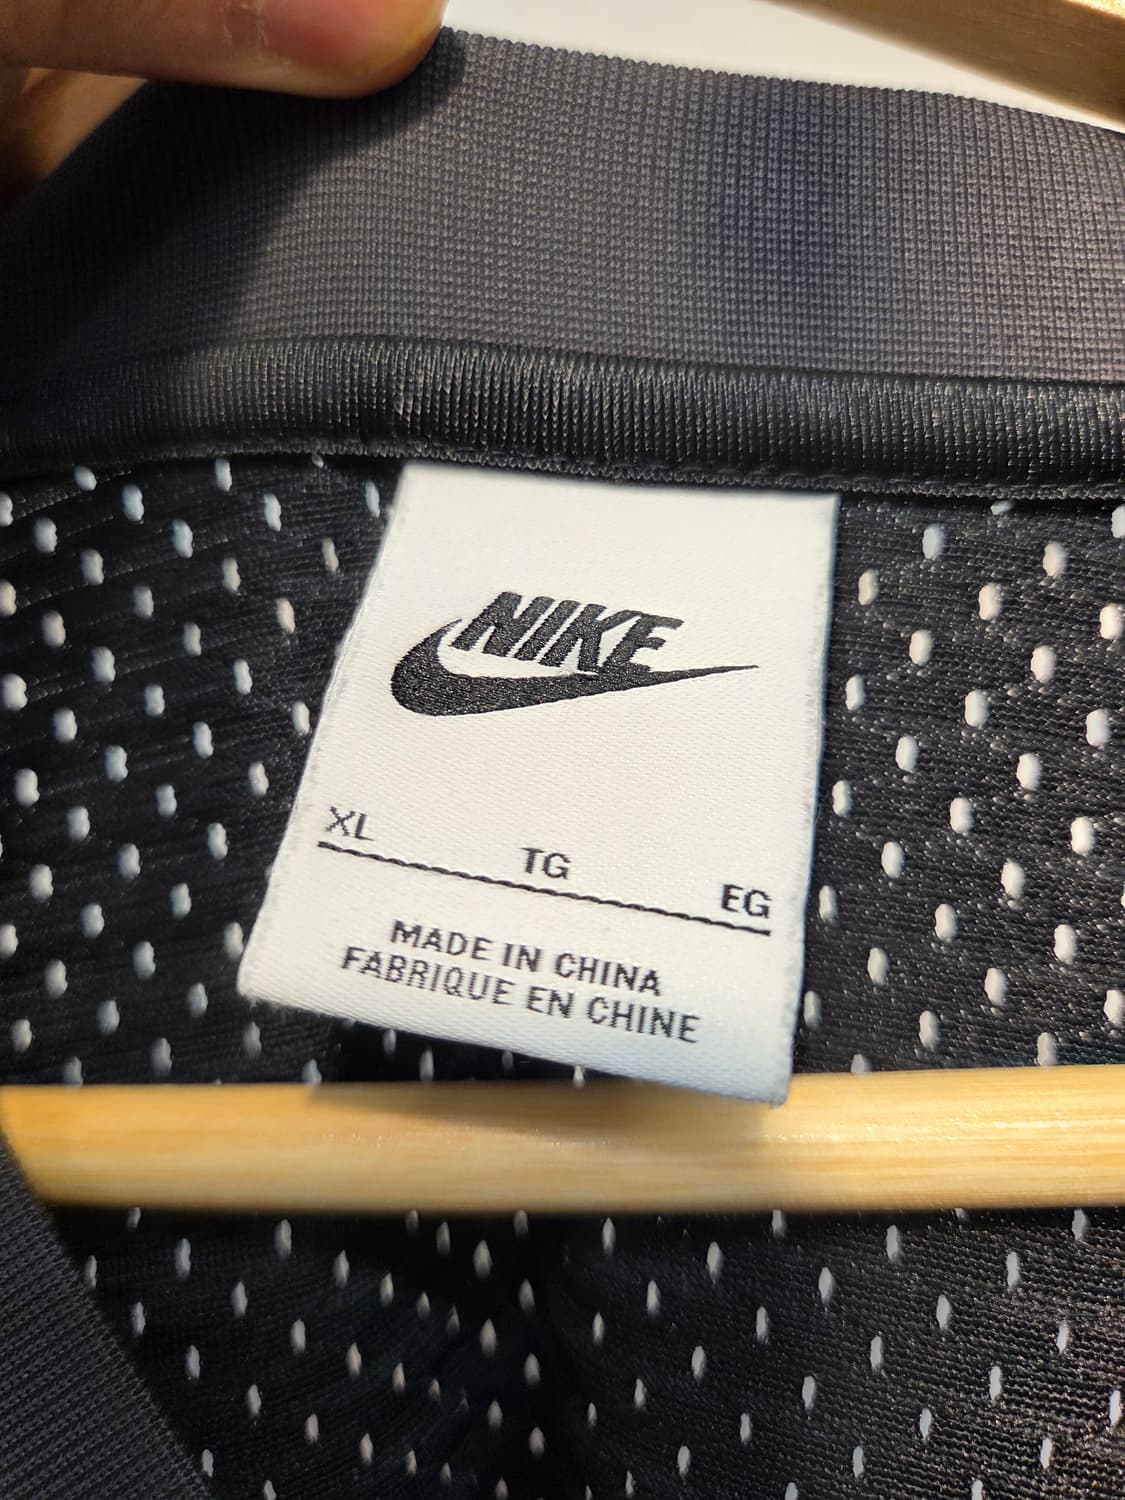 NIKE
XL TG EG
MADE IN CHINA
FABRIQUE EN CHINE